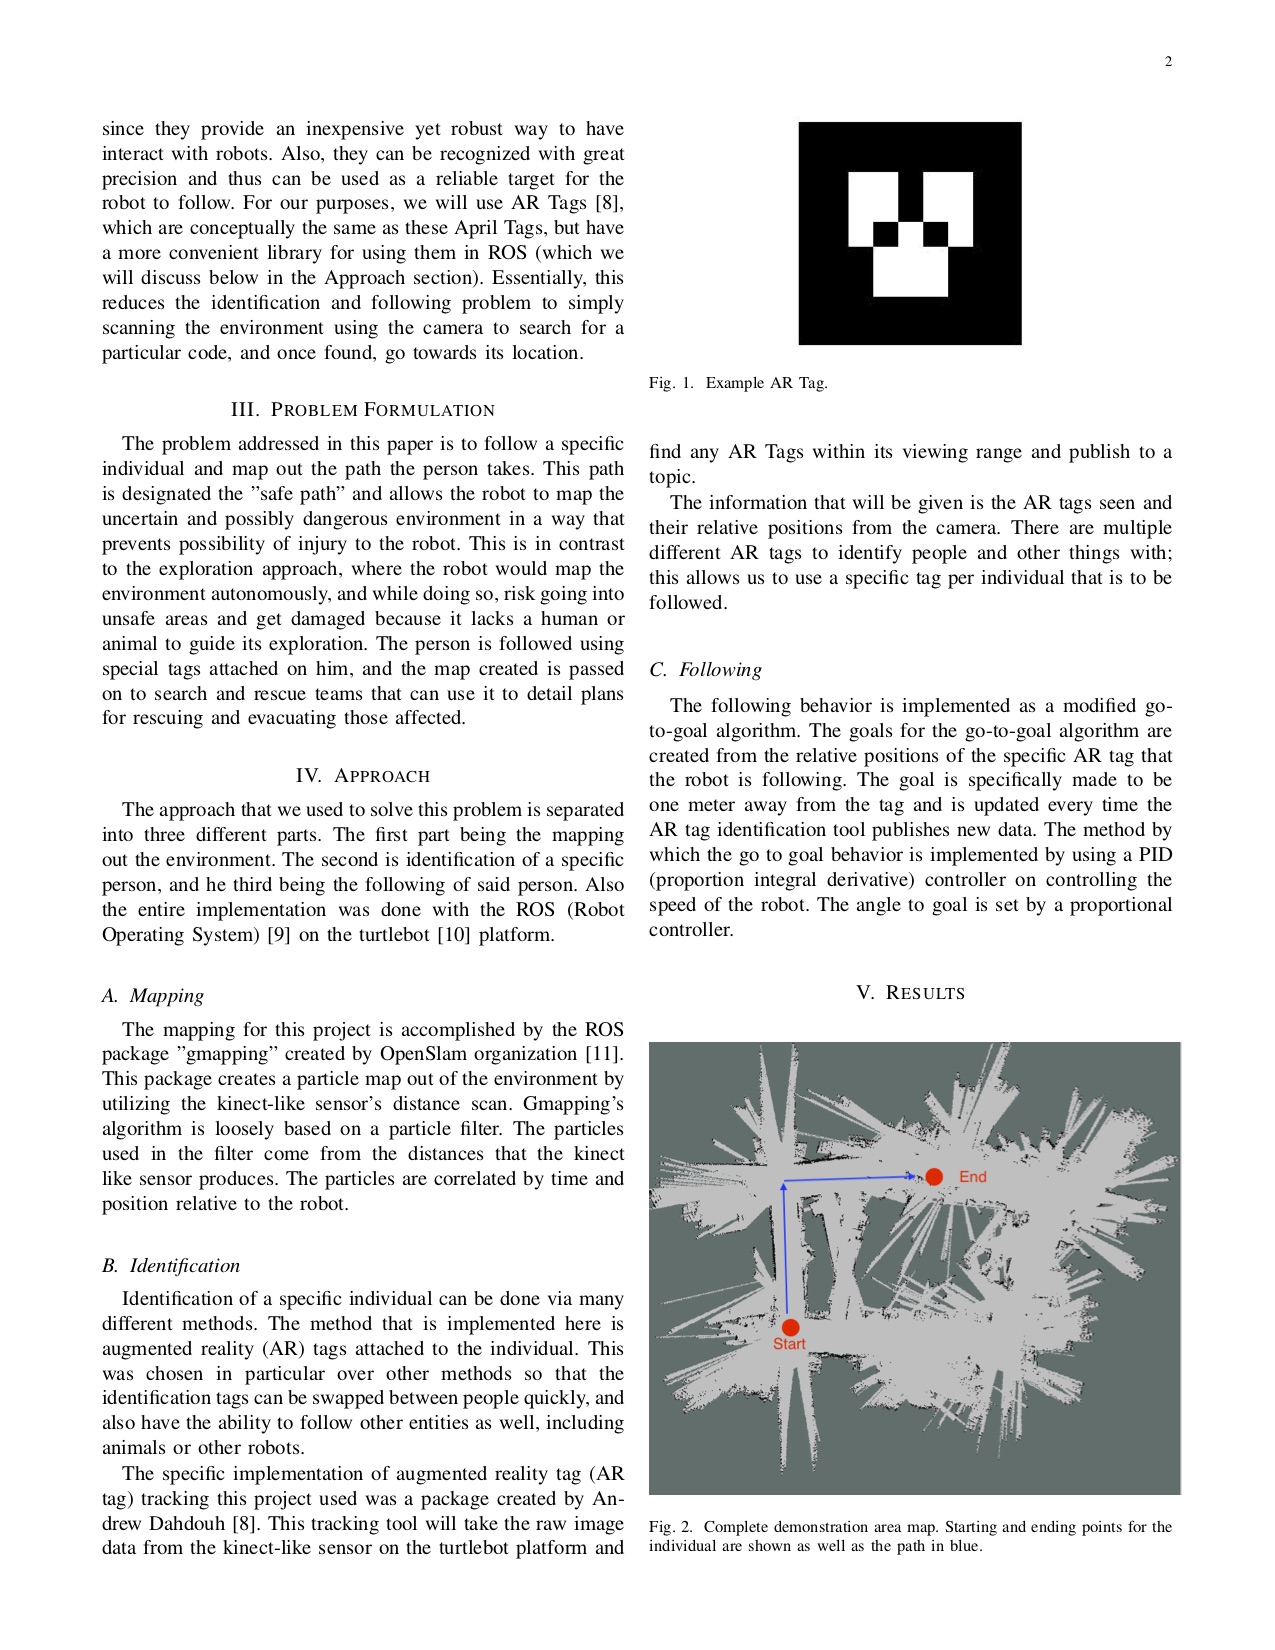 2
since they provide an inexpensive yet robust way to have
interact with robots. Also, they can be recognized with great
precision and thus can be used as a reliable target for the
robot to follow. For our purposes, we will use AR Tags [8],
which are conceptually the same as these April Tags, but have
a more convenient library for using them in ROS (which we
will discuss below in the Approach section). Essentially, this
reduces the identification and following problem to simply
scanning the environment using the camera to search for a
particular code, and once found, go towards its location.
III. PROBLEM FORMULATION
The problem addressed in this paper is to follow a specific
individual and map out the path the person takes. This path
is designated the ”safe path” and allows the robot to map the
uncertain and possibly dangerous environment in a way that
prevents possibility of injury to the robot. This is in contrast
to the exploration approach, where the robot would map the
environment autonomously, and while doing so, risk going into
unsafe areas and get damaged because it lacks a human or
animal to guide its exploration. The person is followed using
special tags attached on him, and the map created is passed
on to search and rescue teams that can use it to detail plans
for rescuing and evacuating those affected.
IV. APPROACH
The approach that we used to solve this problem is separated
into three different parts. The first part being the mapping
out the environment. The second is identification of a specific
person, and he third being the following of said person. Also
the entire implementation was done with the ROS (Robot
Operating System) [9] on the turtlebot [10] platform.
A. Mapping
The mapping for this project is accomplished by the ROS
package ”gmapping” created by OpenSlam organization [11].
This package creates a particle map out of the environment by
utilizing the kinect-like sensor’s distance scan. Gmapping’s
algorithm is loosely based on a particle filter. The particles
used in the filter come from the distances that the kinect
like sensor produces. The particles are correlated by time and
position relative to the robot.
B. Identification
Identification of a specific individual can be done via many
different methods. The method that is implemented here is
augmented reality (AR) tags attached to the individual. This
was chosen in particular over other methods so that the
identification tags can be swapped between people quickly, and
also have the ability to follow other entities as well, including
animals or other robots.
The specific implementation of augmented reality tag (AR
tag) tracking this project used was a package created by An-
drew Dahdouh [8]. This tracking tool will take the raw image
data from the kinect-like sensor on the turtlebot platform and
Fig. 1. Example AR Tag.
find any AR Tags within its viewing range and publish to a
topic.
The information that will be given is the AR tags seen and
their relative positions from the camera. There are multiple
different AR tags to identify people and other things with;
this allows us to use a specific tag per individual that is to be
followed.
C. Following
The following behavior is implemented as a modified go-
to-goal algorithm. The goals for the go-to-goal algorithm are
created from the relative positions of the specific AR tag that
the robot is following. The goal is specifically made to be
one meter away from the tag and is updated every time the
AR tag identification tool publishes new data. The method by
which the go to goal behavior is implemented by using a PID
(proportion integral derivative) controller on controlling the
speed of the robot. The angle to goal is set by a proportional
controller.
V. RESULTS
End
Start
Fig. 2. Complete demonstration area map. Starting and ending points for the
individual are shown as well as the path in blue.